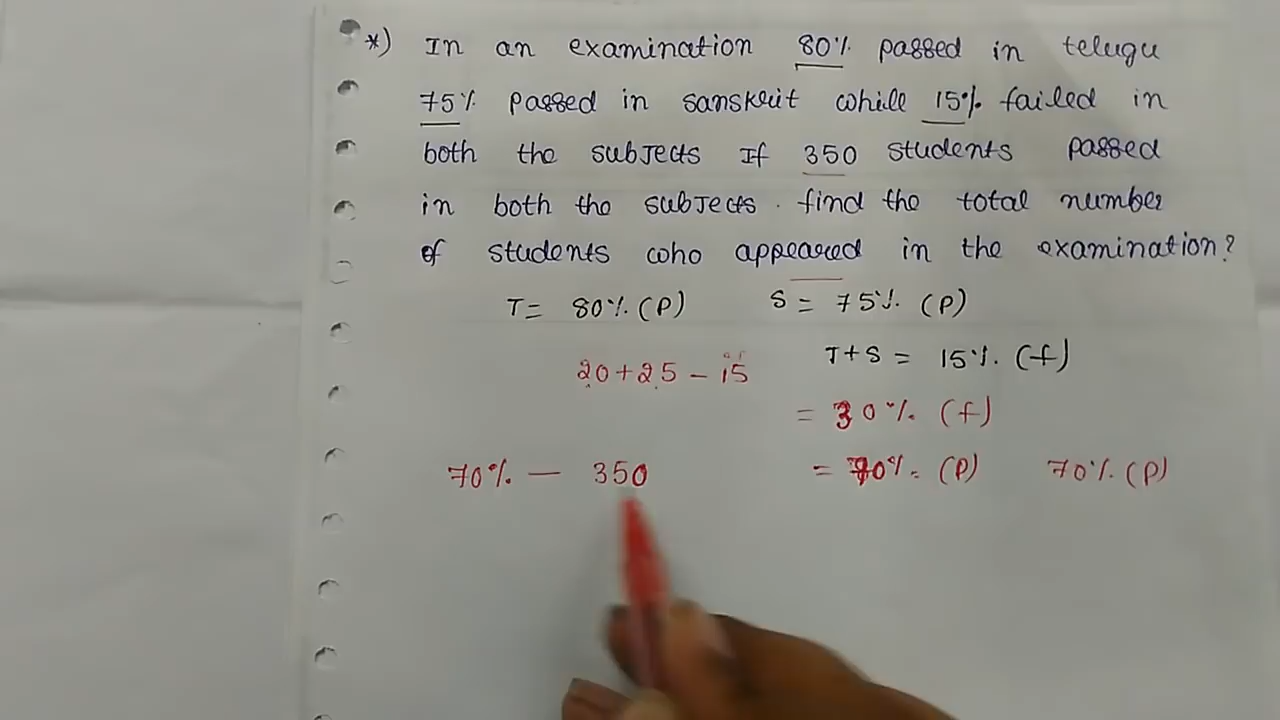 *) In an examination 80% passed in telugu
75% passed in sanskrit while 15% failed in
both the subjects If 350 students passed
in both the subjects. find the total number
of students who appeared in the examination?
T = 80% (P) S = 75% (P)
T+S = 15% (f)
20+25-15
= 30% (f)
70% - 350 = 70% (P) 70% (P)